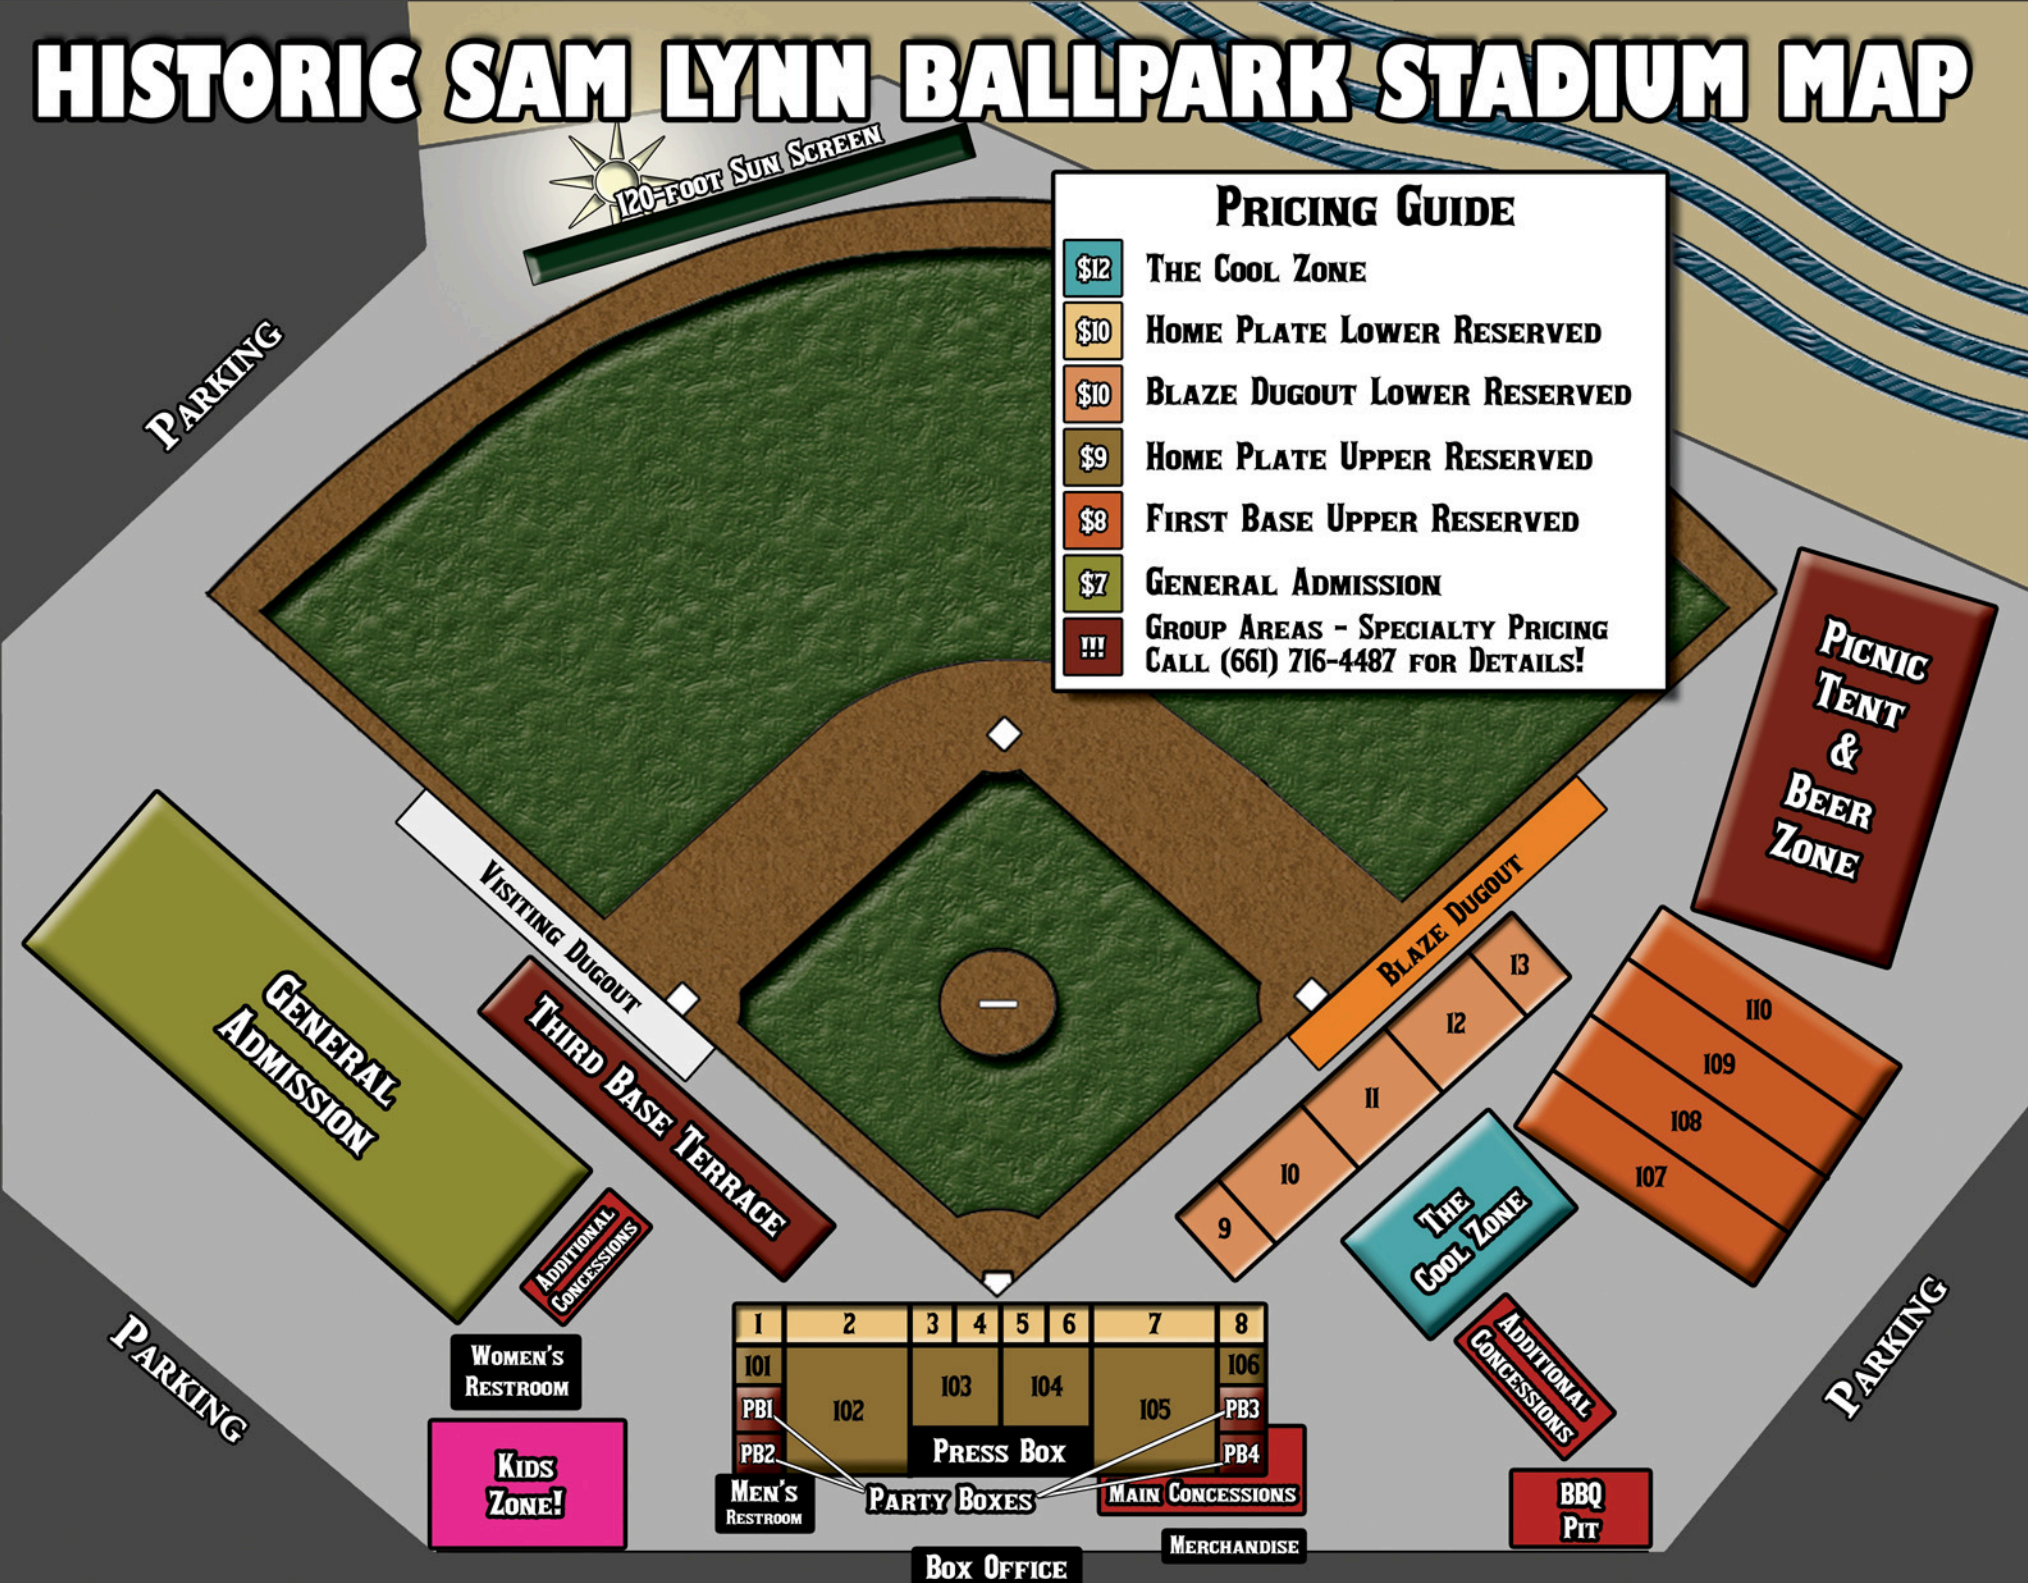 HISTORIC SAM LYNN BALLPARK STADIUM MAP
120-FOOT SUN SCREEN
PRICING GUIDE
$12 THE COOL ZONE
$10 HOME PLATE LOWER RESERVED
$10 BLAZE DUGOUT LOWER RESERVED
$9 HOME PLATE UPPER RESERVED
$8 FIRST BASE UPPER RESERVED
$7 GENERAL ADMISSION
!!! GROUP AREAS - SPECIALTY PRICING
CALL (661) 716-4487 FOR DETAILS!
PARKING
PICNIC
TENT
&
BEER
ZONE
VISITING DUGOUT
BLAZE DUGOUT
GENERAL
ADMISSION
THIRD BASE TERRACE
13
12
11
10
9
110
109
108
107
THE
COOL ZONE
ADDITIONAL
CONCESSIONS
ADDITIONAL
CONCESSIONS
PARKING
PARKING
WOMEN'S
RESTROOM
KIDS
ZONE!
1 2 3 4 5 6 7 8
101 102 103 104 105 106
PB1
PB2
PB3
PB4
PRESS BOX
PARTY BOXES
MEN'S
RESTROOM
MAIN CONCESSIONS
MERCHANDISE
BOX OFFICE
BBQ
PIT